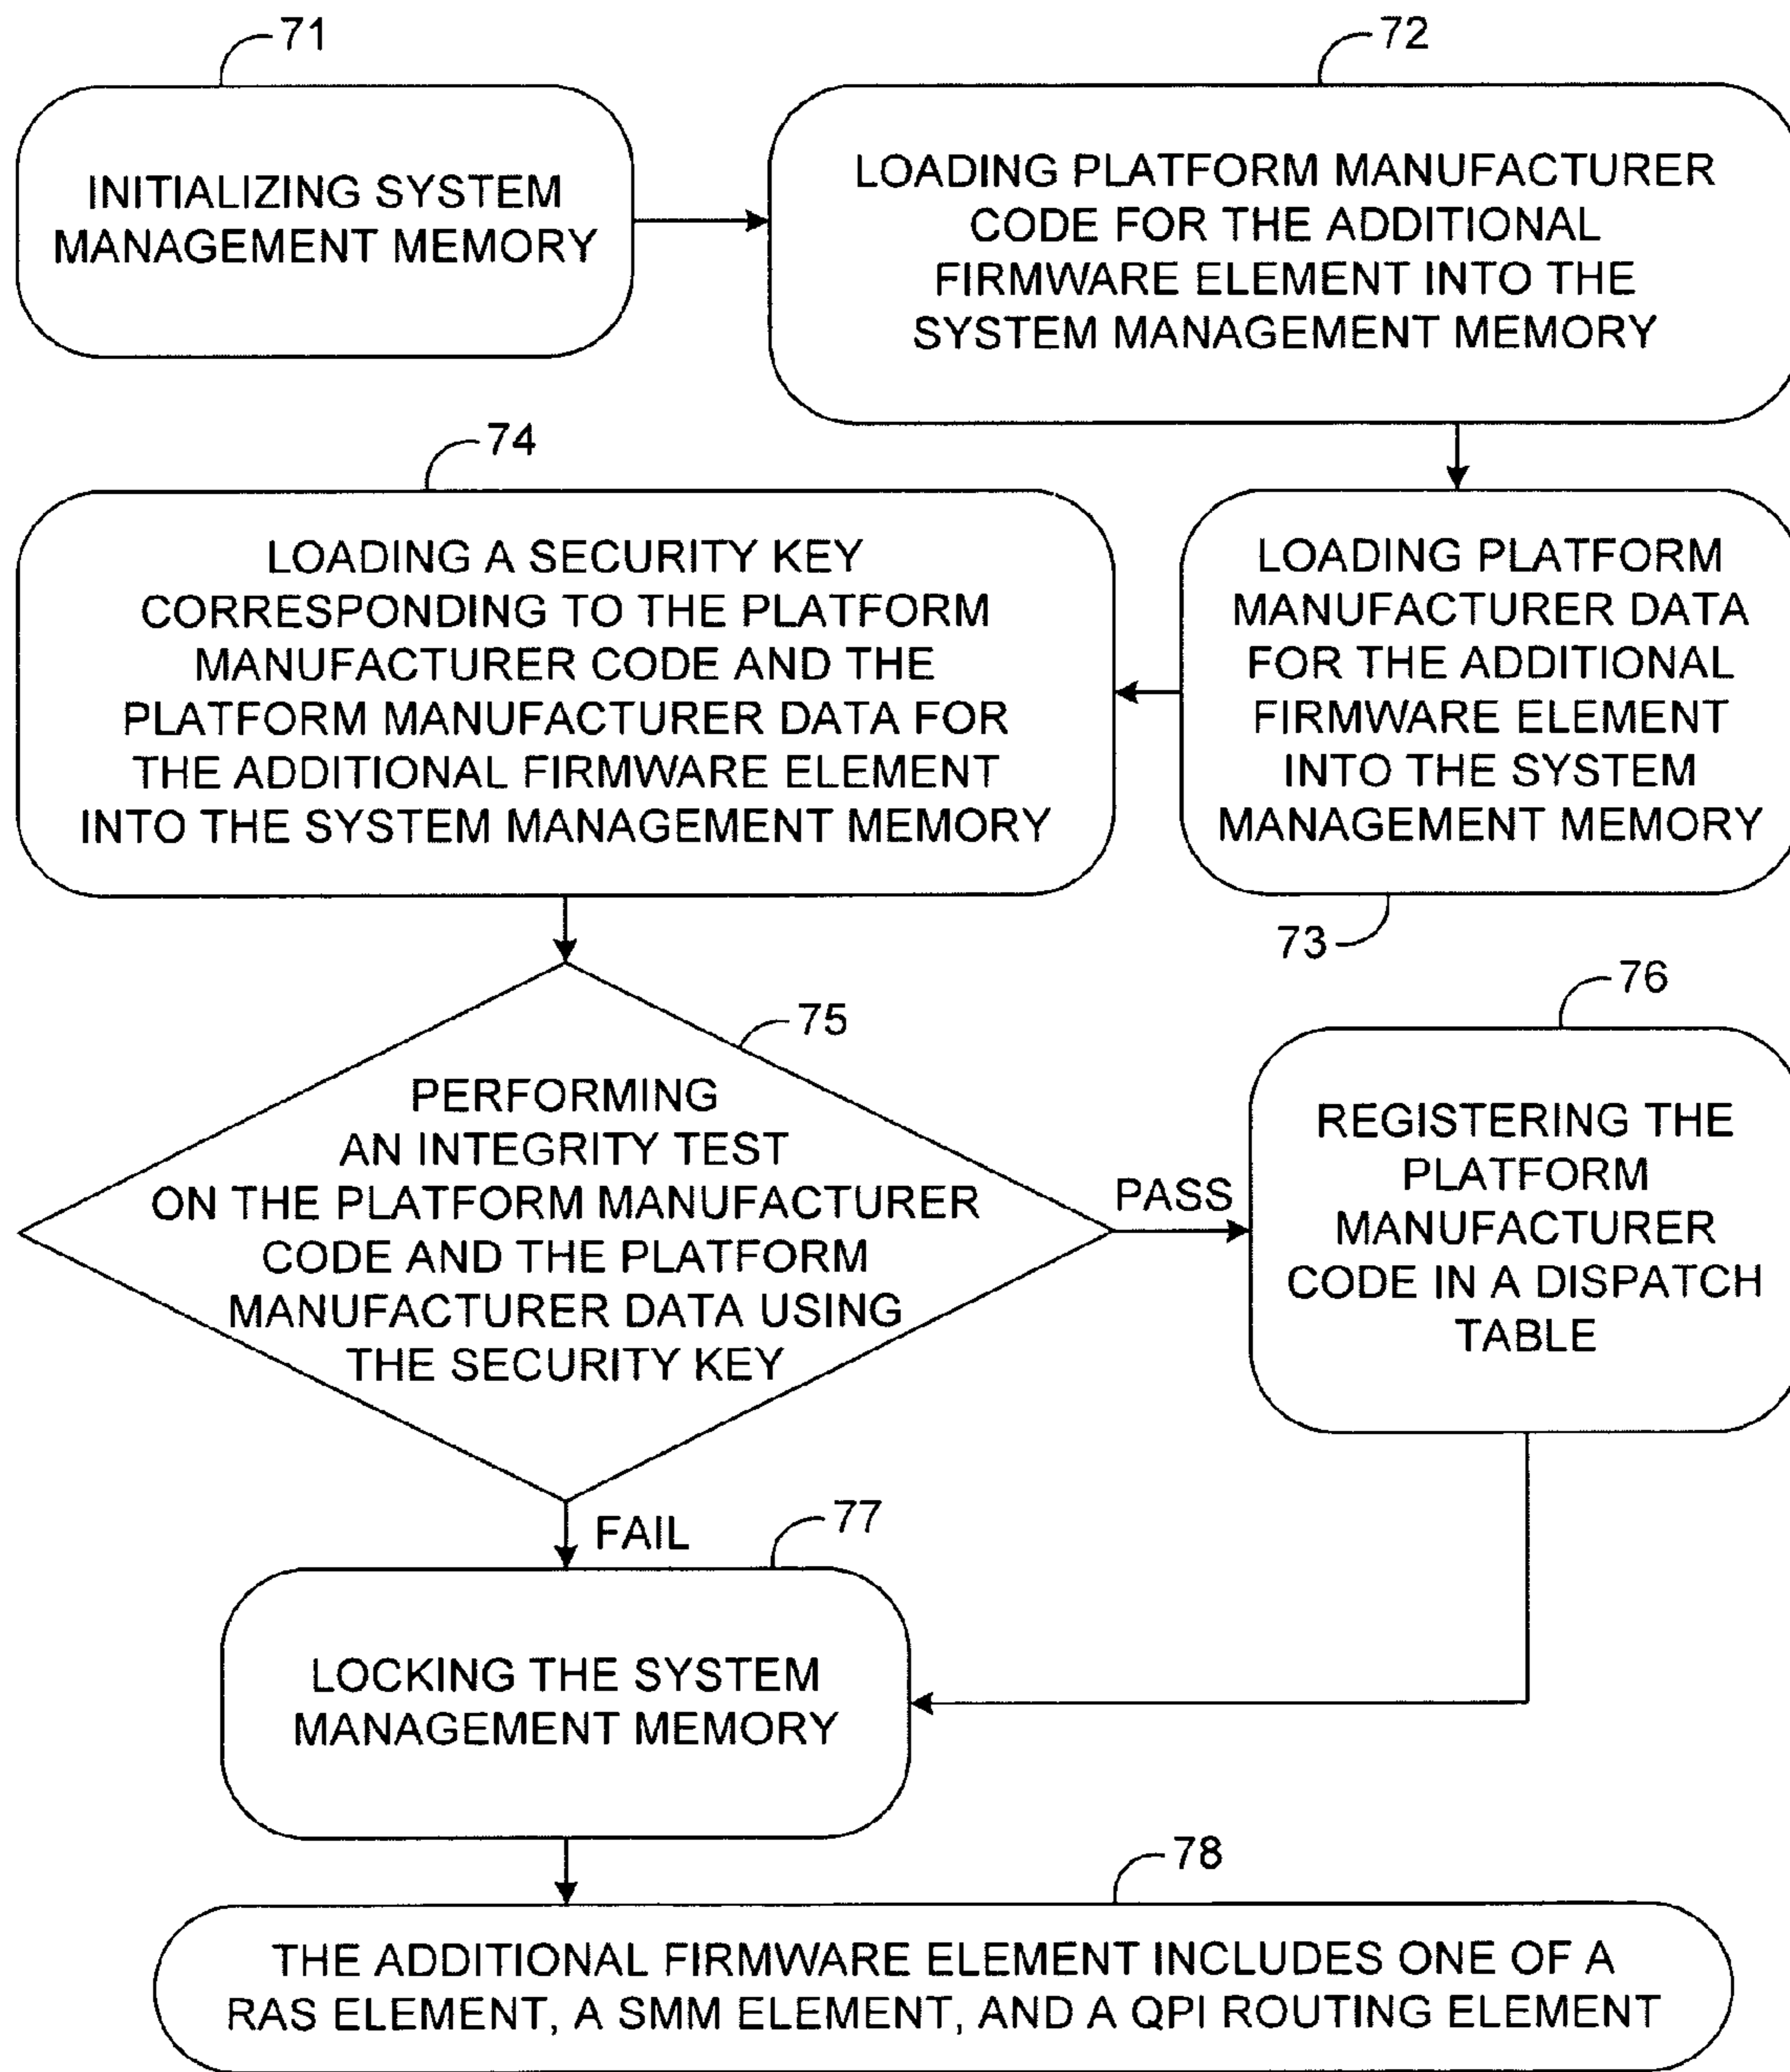 71
INITIALIZING SYSTEM
MANAGEMENT MEMORY
72
LOADING PLATFORM MANUFACTURER
CODE FOR THE ADDITIONAL
FIRMWARE ELEMENT INTO THE
SYSTEM MANAGEMENT MEMORY
73
LOADING PLATFORM
MANUFACTURER DATA
FOR THE ADDITIONAL
FIRMWARE ELEMENT
INTO THE SYSTEM
MANAGEMENT MEMORY
74
LOADING A SECURITY KEY
CORRESPONDING TO THE PLATFORM
MANUFACTURER CODE AND THE
PLATFORM MANUFACTURER DATA FOR
THE ADDITIONAL FIRMWARE ELEMENT
INTO THE SYSTEM MANAGEMENT MEMORY
75
PERFORMING
AN INTEGRITY TEST
ON THE PLATFORM MANUFACTURER
CODE AND THE PLATFORM
MANUFACTURER DATA USING
THE SECURITY KEY
PASS
76
REGISTERING THE
PLATFORM
MANUFACTURER
CODE IN A DISPATCH
TABLE
FAIL
77
LOCKING THE SYSTEM
MANAGEMENT MEMORY
78
THE ADDITIONAL FIRMWARE ELEMENT INCLUDES ONE OF A
RAS ELEMENT, A SMM ELEMENT, AND A QPI ROUTING ELEMENT